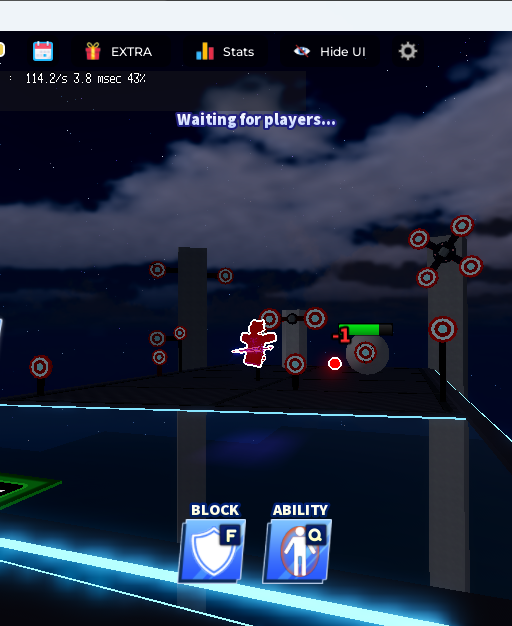 EXTRA Stats Hide UI
: 114.2/s 3.8 msec 43%
Waiting for players...
-1
BLOCK ABILITY
F Q